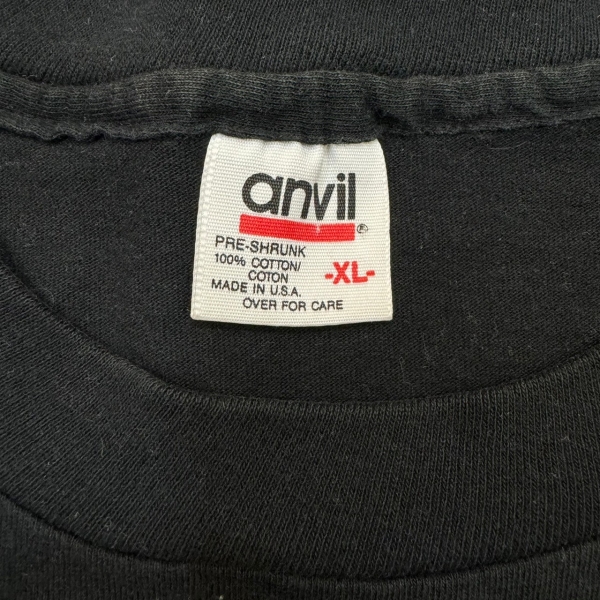 anvil®
PRE-SHRUNK
100% COTTON/
COTON
-XL-
MADE IN U.S.A.
OVER FOR CARE